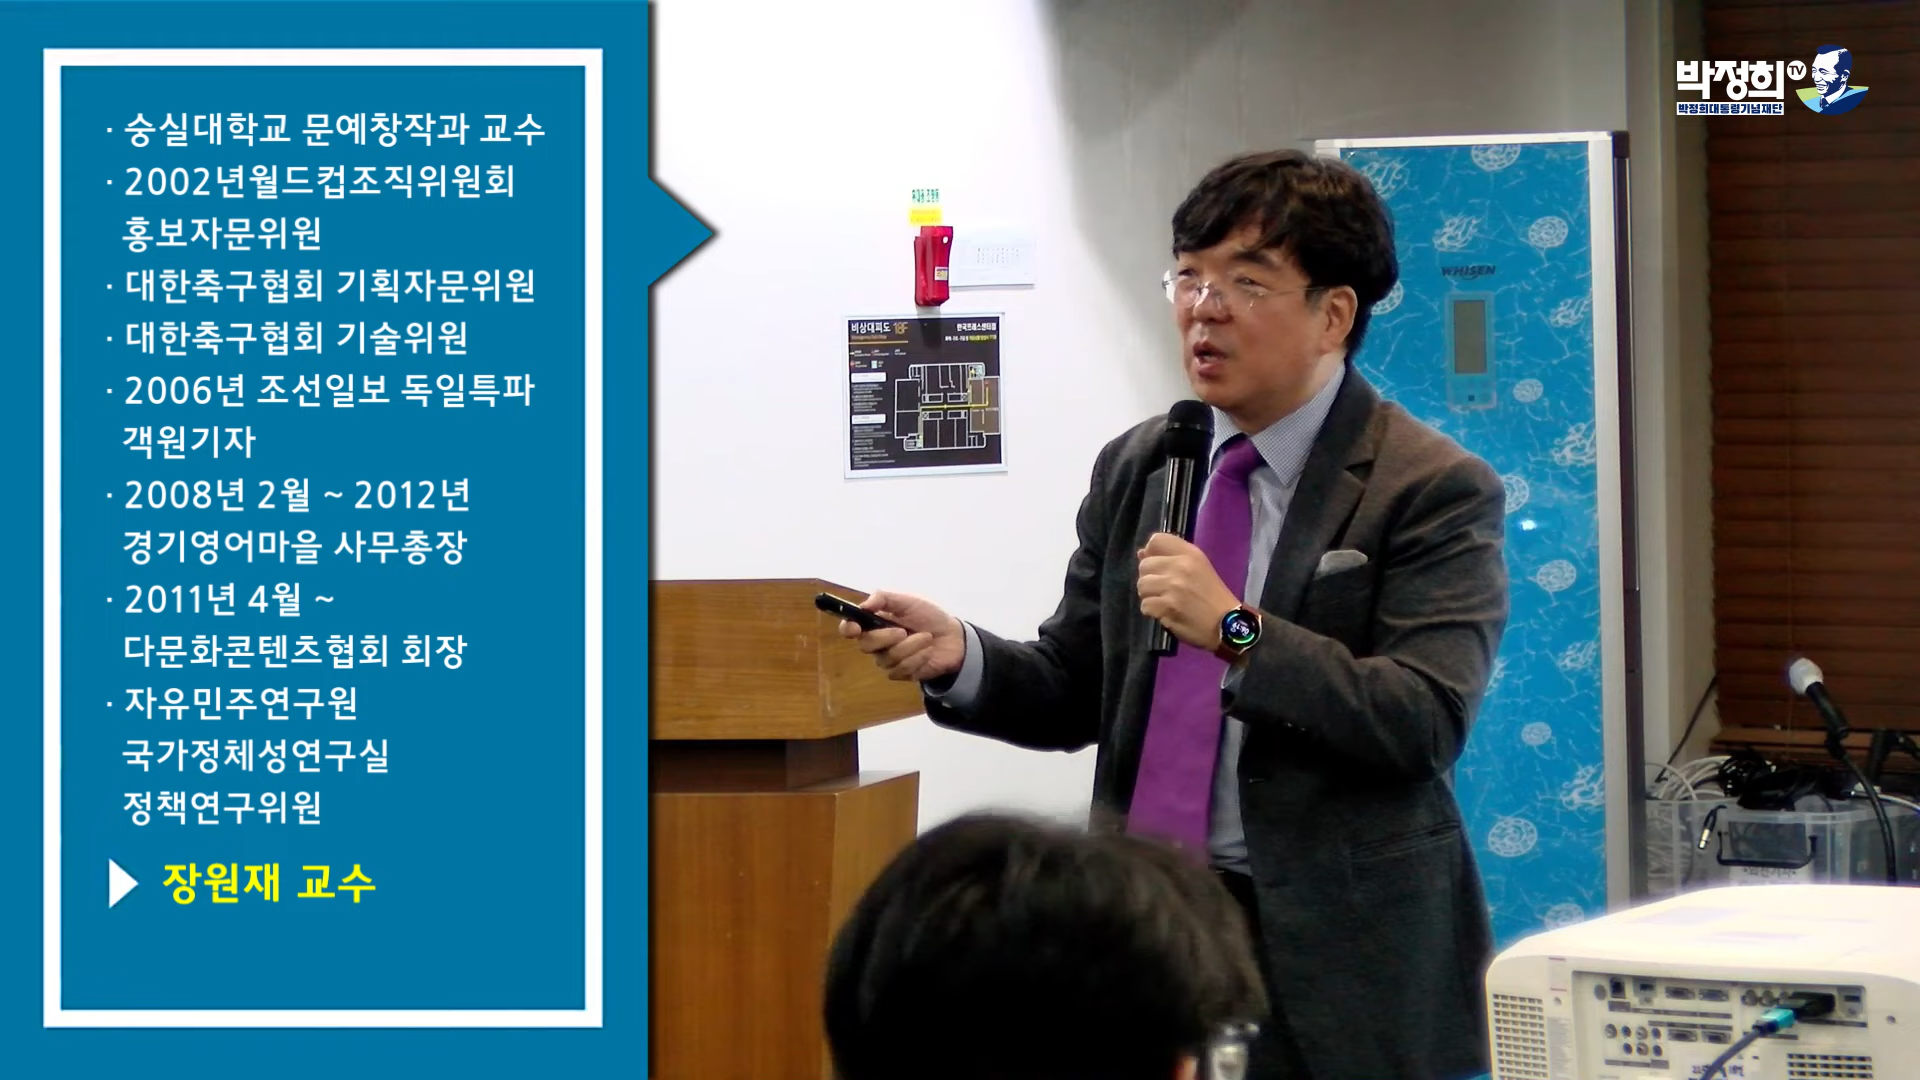 · 숭실대학교 문예창작과 교수
· 2002년월드컵조직위원회
홍보자문위원
· 대한축구협회 기획자문위원
· 대한축구협회 기술위원
· 2006년 조선일보 독일특파
객원기자
· 2008년 2월 ~ 2012년
경기영어마을 사무총장
· 2011년 4월 ~
다문화콘텐츠협회 회장
· 자유민주연구원
국가정체성연구실
정책연구위원
장원재 교수
박정희TV
박정희대통령기념재단
WHISEN
비상대피도 18F
한국프레스센터점